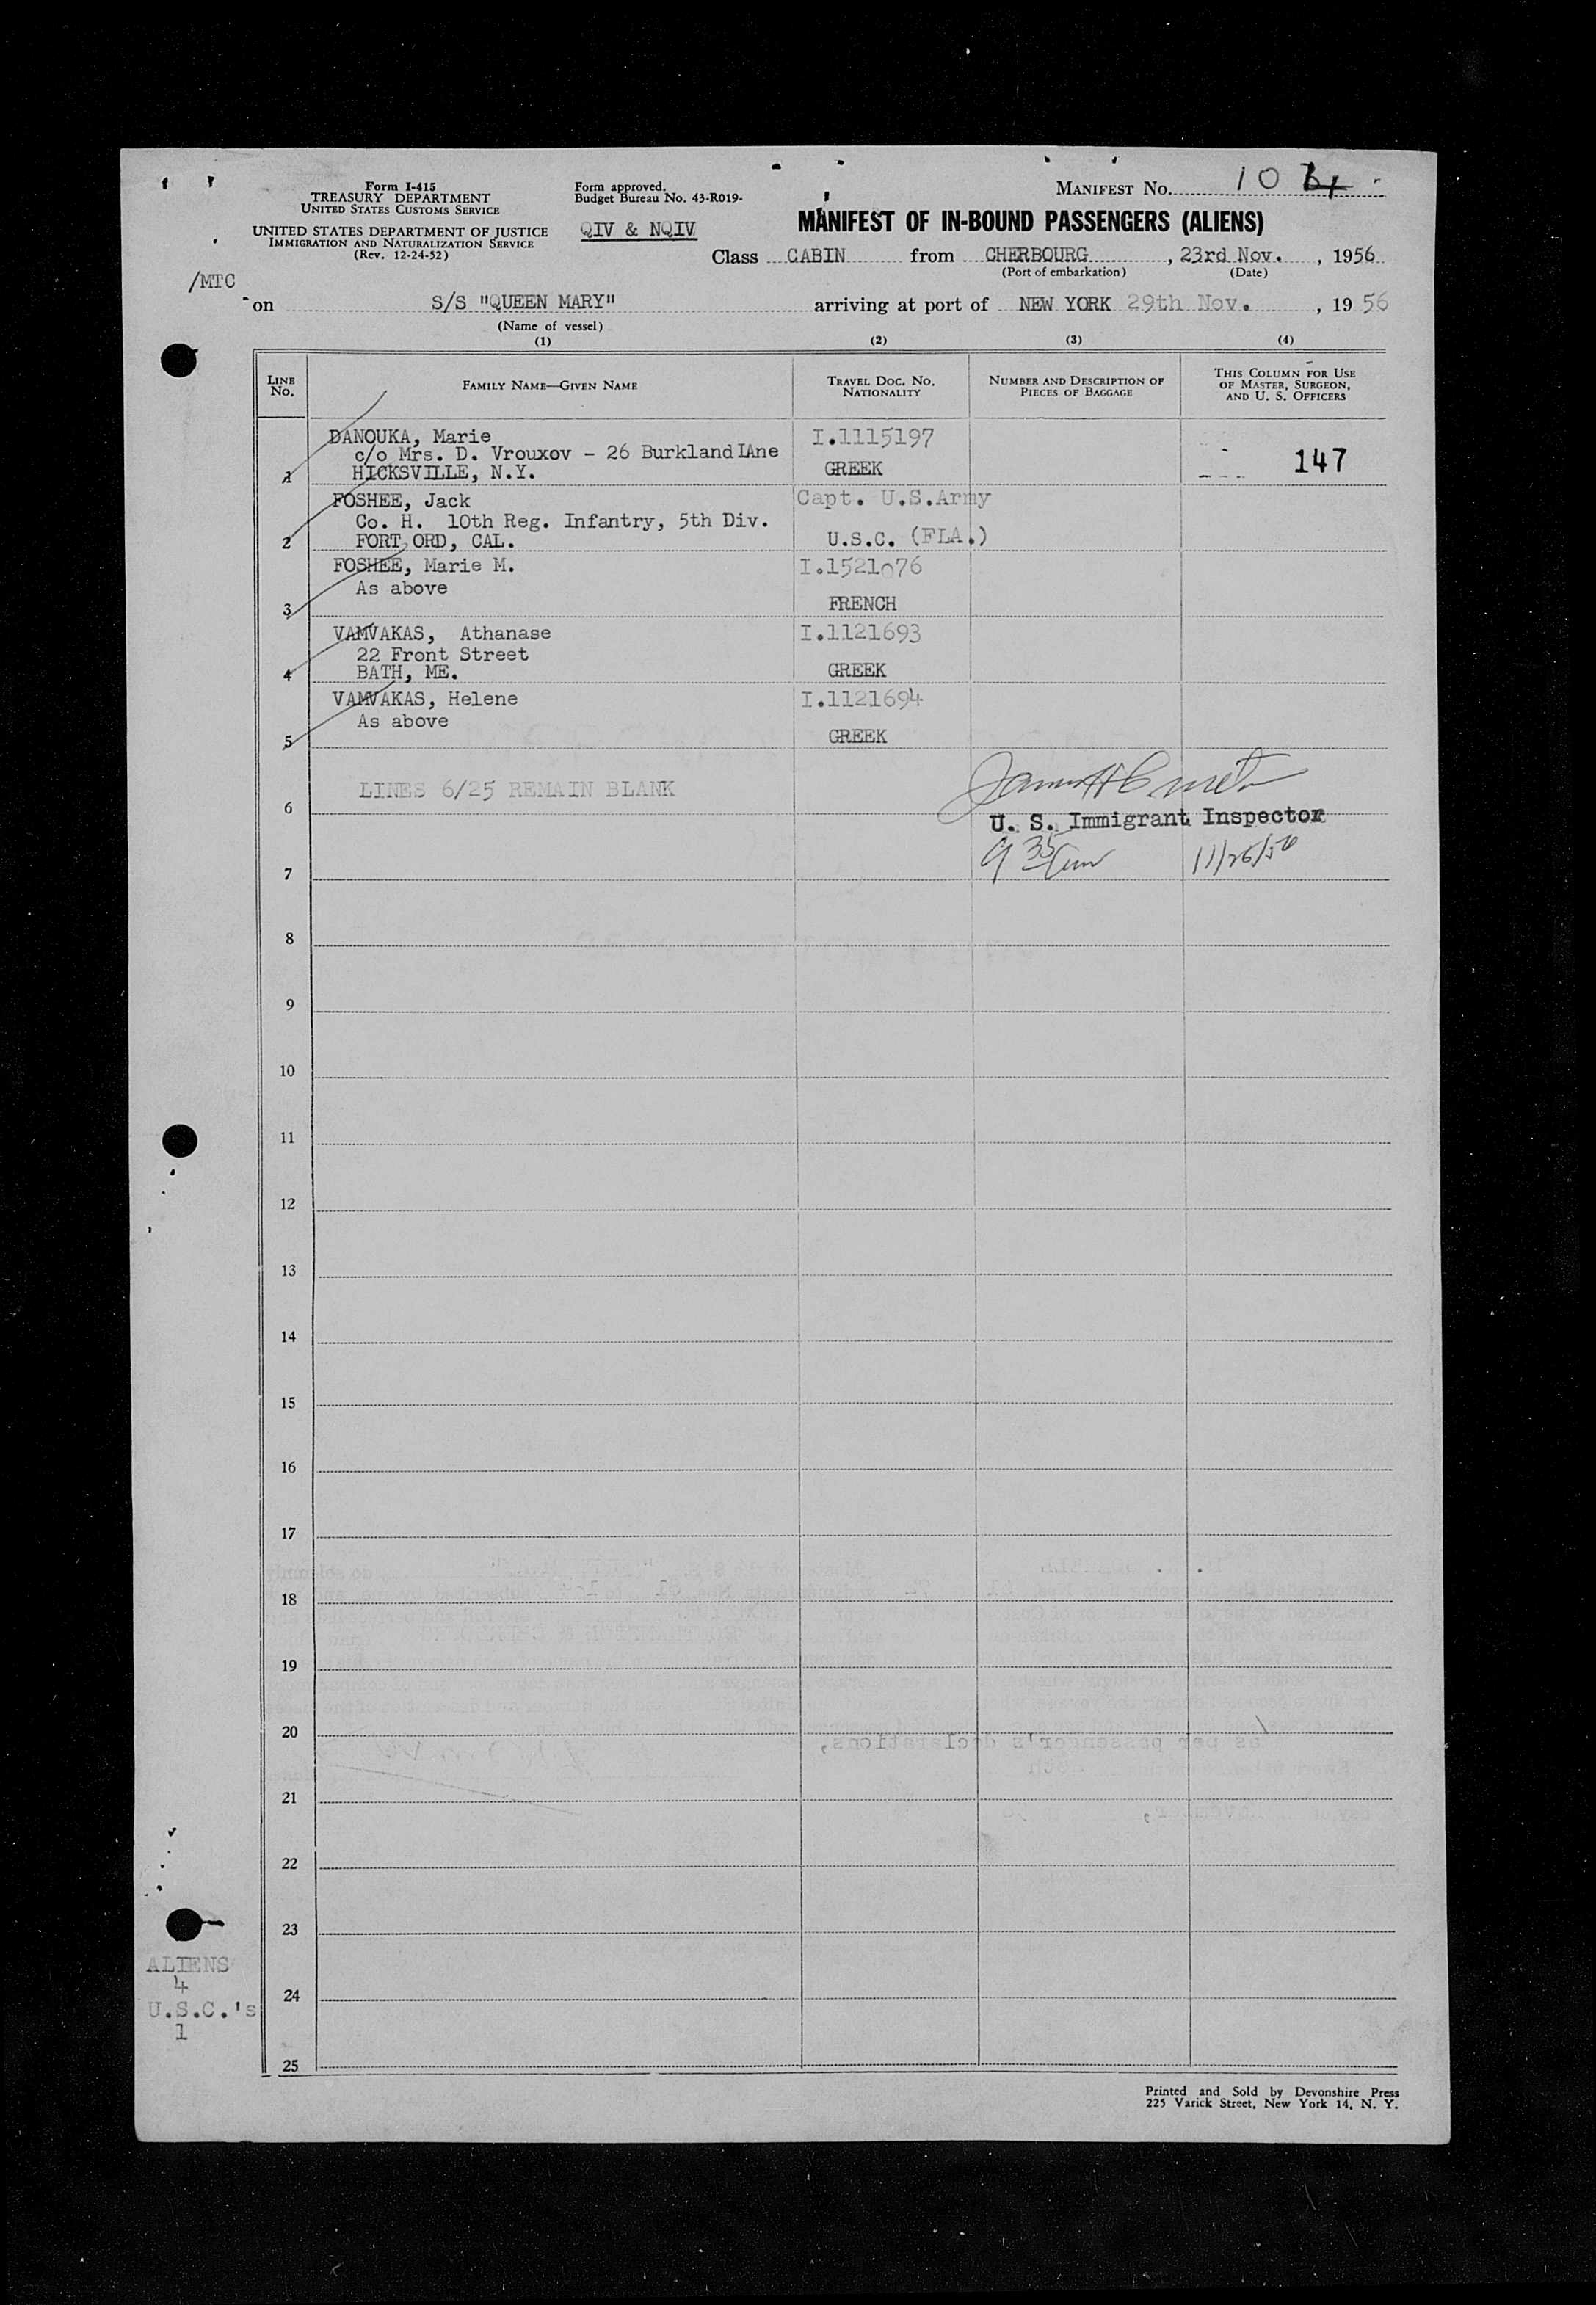 Form I-415
TREASURY DEPARTMENT
UNITED STATES CUSTOMS SERVICE
UNITED STATES DEPARTMENT OF JUSTICE
IMMIGRATION AND NATURALIZATION SERVICE
(Rev. 12-24-52)
Form approved.
Budget Bureau No. 43-R019-
QIV & NQIV
MANIFEST NO. 10
MANIFEST OF IN-BOUND PASSENGERS (ALIENS)
Class CABIN from CHERBOURG, 23rd Nov., 1956
(Port of embarkation) (Date)
/MTC
on S/S "QUEEN MARY" arriving at port of NEW YORK 29th Nov., 1956
(Name of vessel)
(1) (2) (3) (4)
LINE NO.
FAMILY NAME—GIVEN NAME
TRAVEL DOC. NO. NATIONALITY
NUMBER AND DESCRIPTION OF PIECES OF BAGGAGE
THIS COLUMN FOR USE OF MASTER, SURGEON, AND U. S. OFFICERS
DANOUKA, Marie I.1115197
c/o Mrs. D. Vrouxov - 26 Burkland LAne
1 HICKSVILLE, N.Y. GREEK 147
FOSHEE, Jack Capt. U.S.Army
Co. H. 10th Reg. Infantry, 5th Div.
2 FORT ORD, CAL. U.S.C. (FLA.)
FOSHEE, Marie M. I.1521076
As above
3 FRENCH
VAMVAKAS, Athanase I.1121693
22 Front Street
4 BATH, ME. GREEK
VAMVAKAS, Helene I.1121694
As above
5 GREEK
LINES 6/25 REMAIN BLANK
6 U. S. Immigrant Inspector
7 9 35
8
9
10
11
12
13
14
15
16
17
18
19
20
21
22
23
24
25
ALIENS
4
U.S.C.'s
1
Printed and Sold by Devonshire Press
225 Varick Street, New York 14, N. Y.